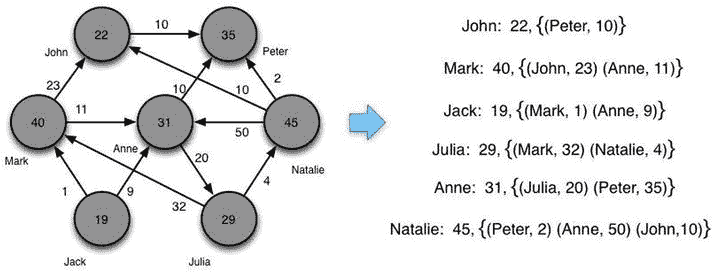 22
10
35
John
Peter
23
10
10
2
40
11
31
50
45
Mark
Anne
20
Natalie
1
9
32
4
19
29
Jack
Julia
John: 22, {(Peter, 10)}
Mark: 40, {(John, 23) (Anne, 11)}
Jack: 19, {(Mark, 1) (Anne, 9)}
Julia: 29, {(Mark, 32) (Natalie, 4)}
Anne: 31, {(Julia, 20) (Peter, 35)}
Natalie: 45, {(Peter, 2) (Anne, 50) (John,10)}